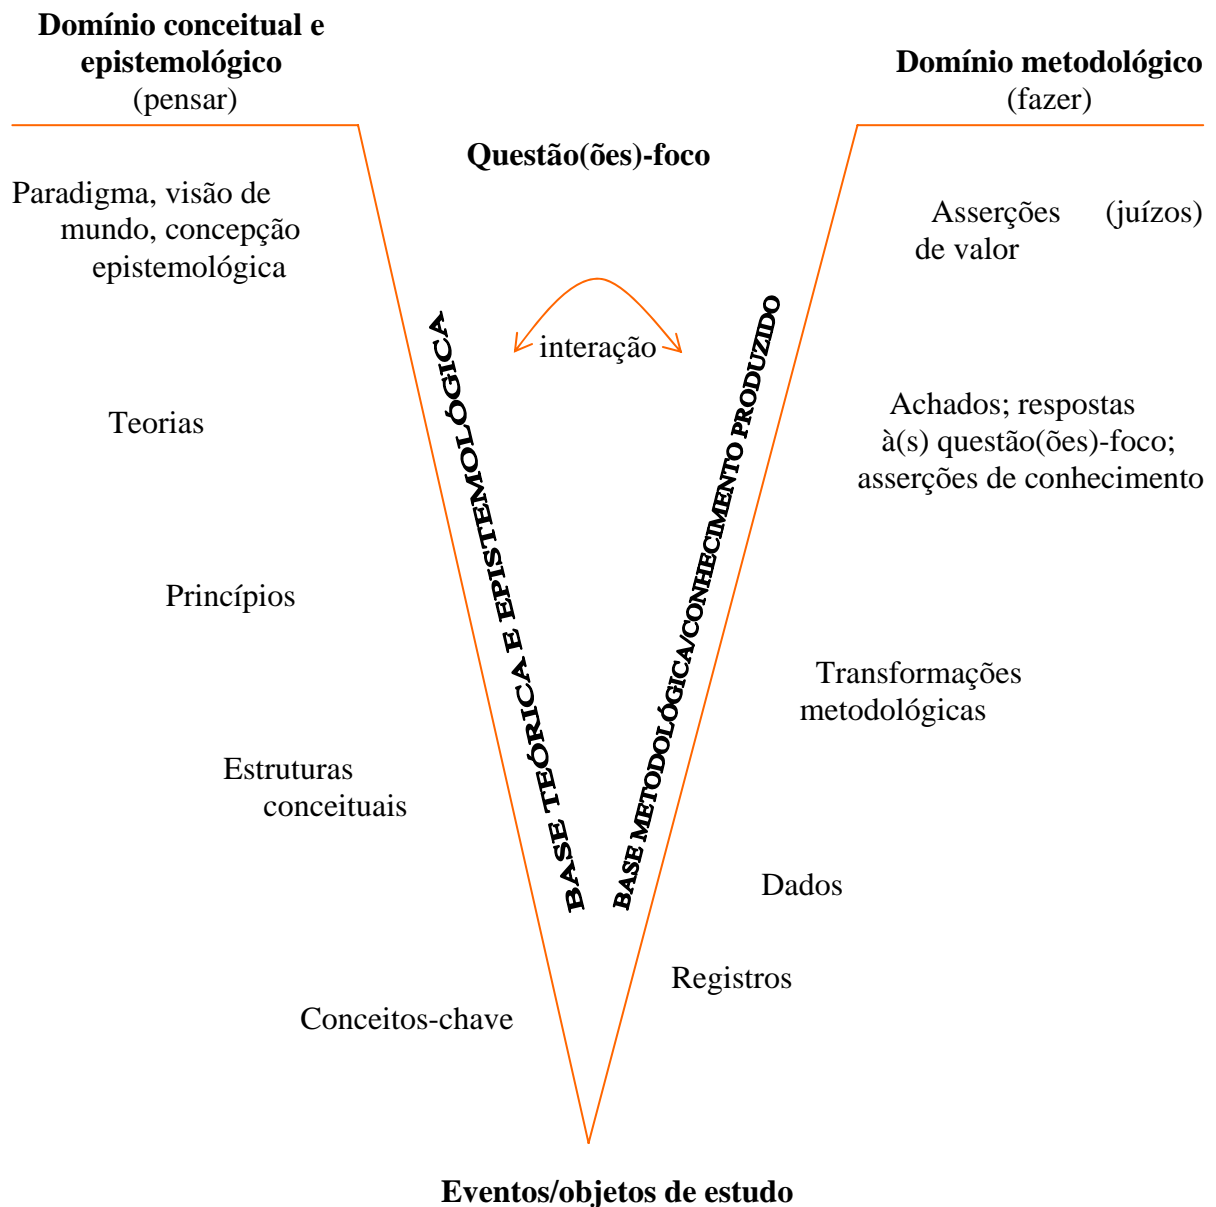 Domínio conceitual e
epistemológico
(pensar)
Domínio metodológico
(fazer)
Questão(ões)-foco
Paradigma, visão de
mundo, concepção
epistemológica
Asserções (juízos)
de valor
interação
BASE TEÓRICA E EPISTEMOLÓGICA
BASE METODOLÓGICA/CONHECIMENTO PRODUZIDO
Teorias
Achados; respostas
à(s) questão(ões)-foco;
asserções de conhecimento
Princípios
Transformações
metodológicas
Estruturas
conceituais
Dados
Registros
Conceitos-chave
Eventos/objetos de estudo